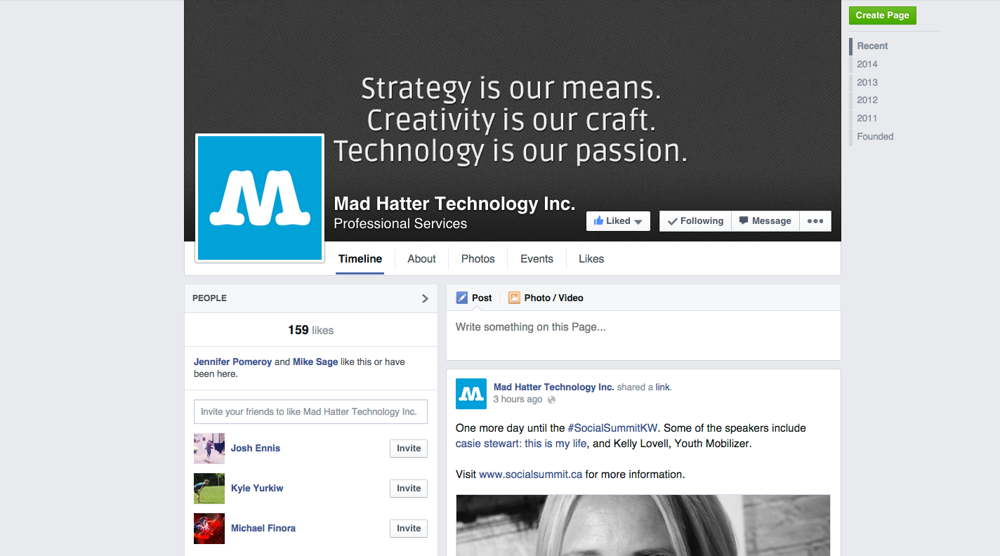 Create Page
Recent
2014
2013
2012
2011
Founded
Strategy is our means.
Creativity is our craft.
Technology is our passion.
M
Mad Hatter Technology Inc.
Professional Services
Liked
Following
Message
Timeline
About
Photos
Events
Likes
PEOPLE
159 likes
Jennifer Pomeroy and Mike Sage like this or have
been here.
Invite your friends to like Mad Hatter Technology Inc.
Josh Ennis
Invite
Kyle Yurkiw
Invite
Michael Finora
Invite
Post
Photo / Video
Write something on this Page...
M
Mad Hatter Technology Inc. shared a link.
3 hours ago
One more day until the #SocialSummitKW. Some of the speakers include
casie stewart: this is my life, and Kelly Lovell, Youth Mobilizer.
Visit www.socialsummit.ca for more information.